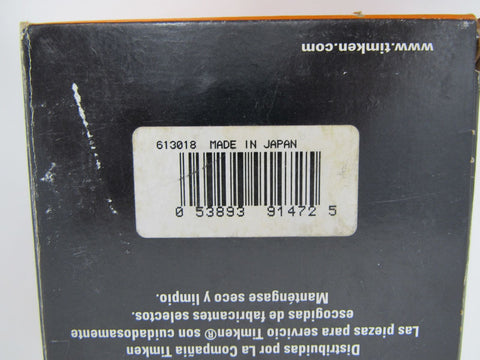 613018 MADE IN JAPAN
0 53893 91472 5
www.timken.com
Distribuidas por La Compañia Timken
Las piezas para servicio Timken® son cuidadosamente
escogidas de fabricantes selectos.
Manténgase seco y limpio.